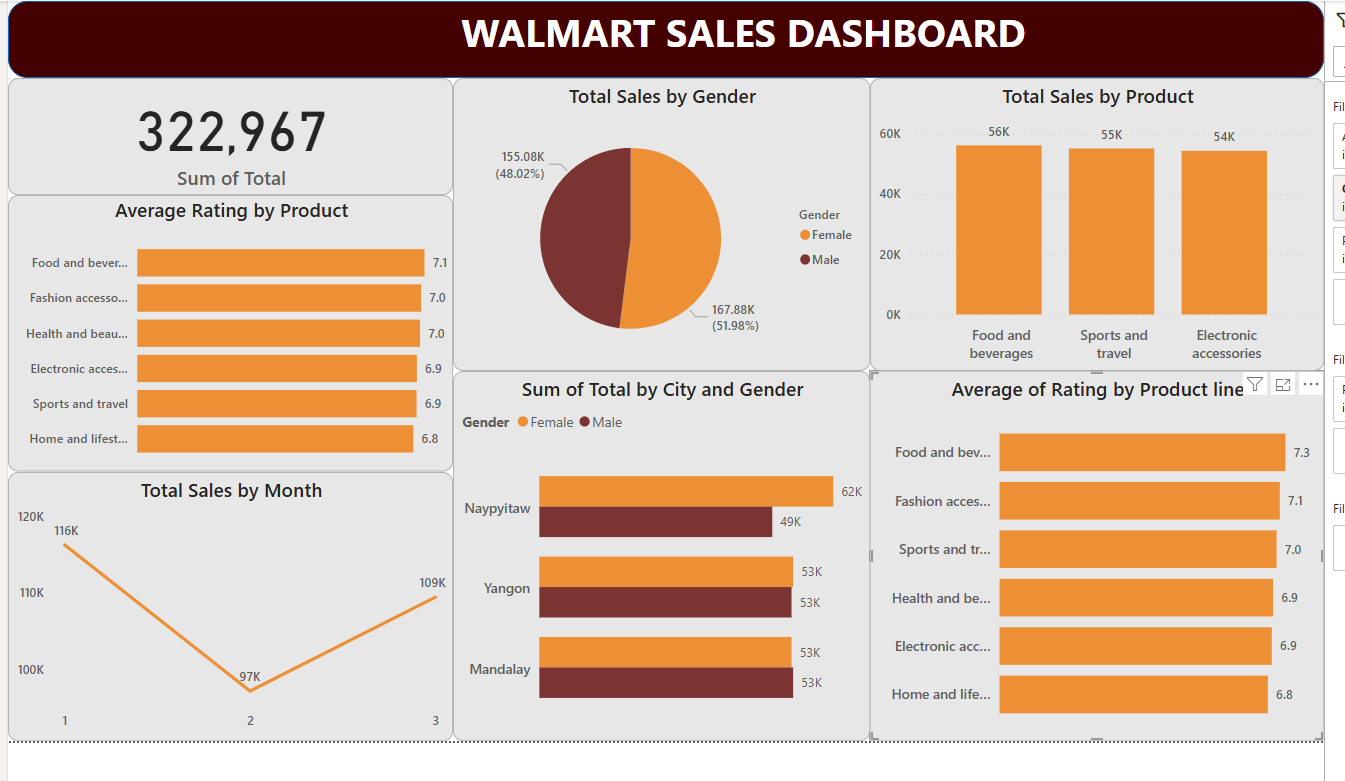 WALMART SALES DASHBOARD
322,967
Sum of Total
Average Rating by Product
Food and bever... 7.1
Fashion accesso... 7.0
Health and beau... 7.0
Electronic acces... 6.9
Sports and travel 6.9
Home and lifest... 6.8
Total Sales by Month
120K
116K
109K
110K
100K
97K
1 2 3
Total Sales by Gender
155.08K
(48.02%)
Gender
Female
Male
167.88K
(51.98%)
Sum of Total by City and Gender
Gender Female Male
Naypyitaw
62K
49K
Yangon
53K
53K
Mandalay
53K
53K
Total Sales by Product
60K
40K
20K
0K
56K 55K 54K
Food and
beverages
Sports and
travel
Electronic
accessories
Average of Rating by Product line
Food and bev... 7.3
Fashion acces... 7.1
Sports and tr... 7.0
Health and be... 6.9
Electronic acc... 6.9
Home and life... 6.8
Fil
Fil
Fil